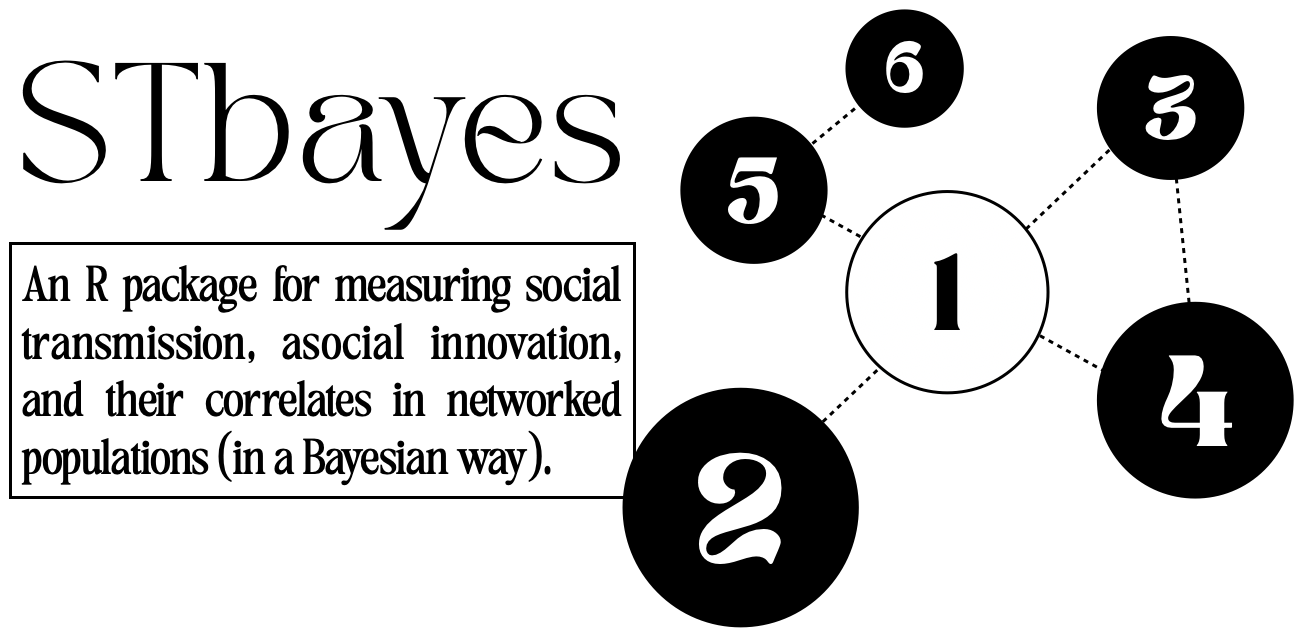 STbayes
An R package for measuring social
transmission, asocial innovation,
and their correlates in networked
populations (in a Bayesian way).
6
3
5
1
4
2